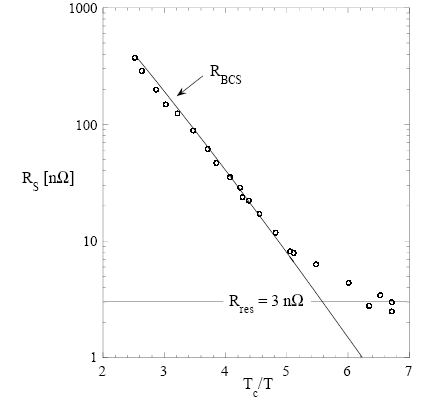 1000
R_BCS
100
R_S [nΩ]
10
R_res = 3 nΩ
1
2 3 4 5 6 7
T_c/T